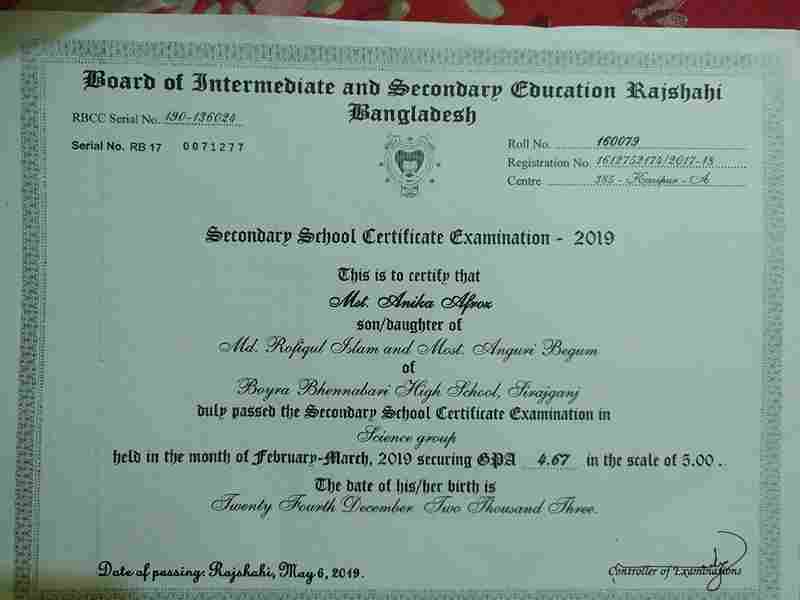 Board of Intermediate and Secondary Education Rajshahi
Bangladesh
RBCC Serial No. 190-136024
Serial No. RB 17 0071277
Roll No. 160079
Registration No. 1612752174/2017-18
Centre 385 - Haripur - A
Secondary School Certificate Examination - 2019
This is to certify that
Mst. Anika Afroz
son/daughter of
Md. Rofiqul Islam and Most. Anguri Begum
of
Boyra Bhennabari High School, Sirajganj
duly passed the Secondary School Certificate Examination in
Science group
held in the month of February-March, 2019 securing GPA 4.67 in the scale of 5.00 .
The date of his/her birth is
Twenty Fourth December Two Thousand Three.
Date of passing: Rajshahi, May 6, 2019.
Controller of Examinations